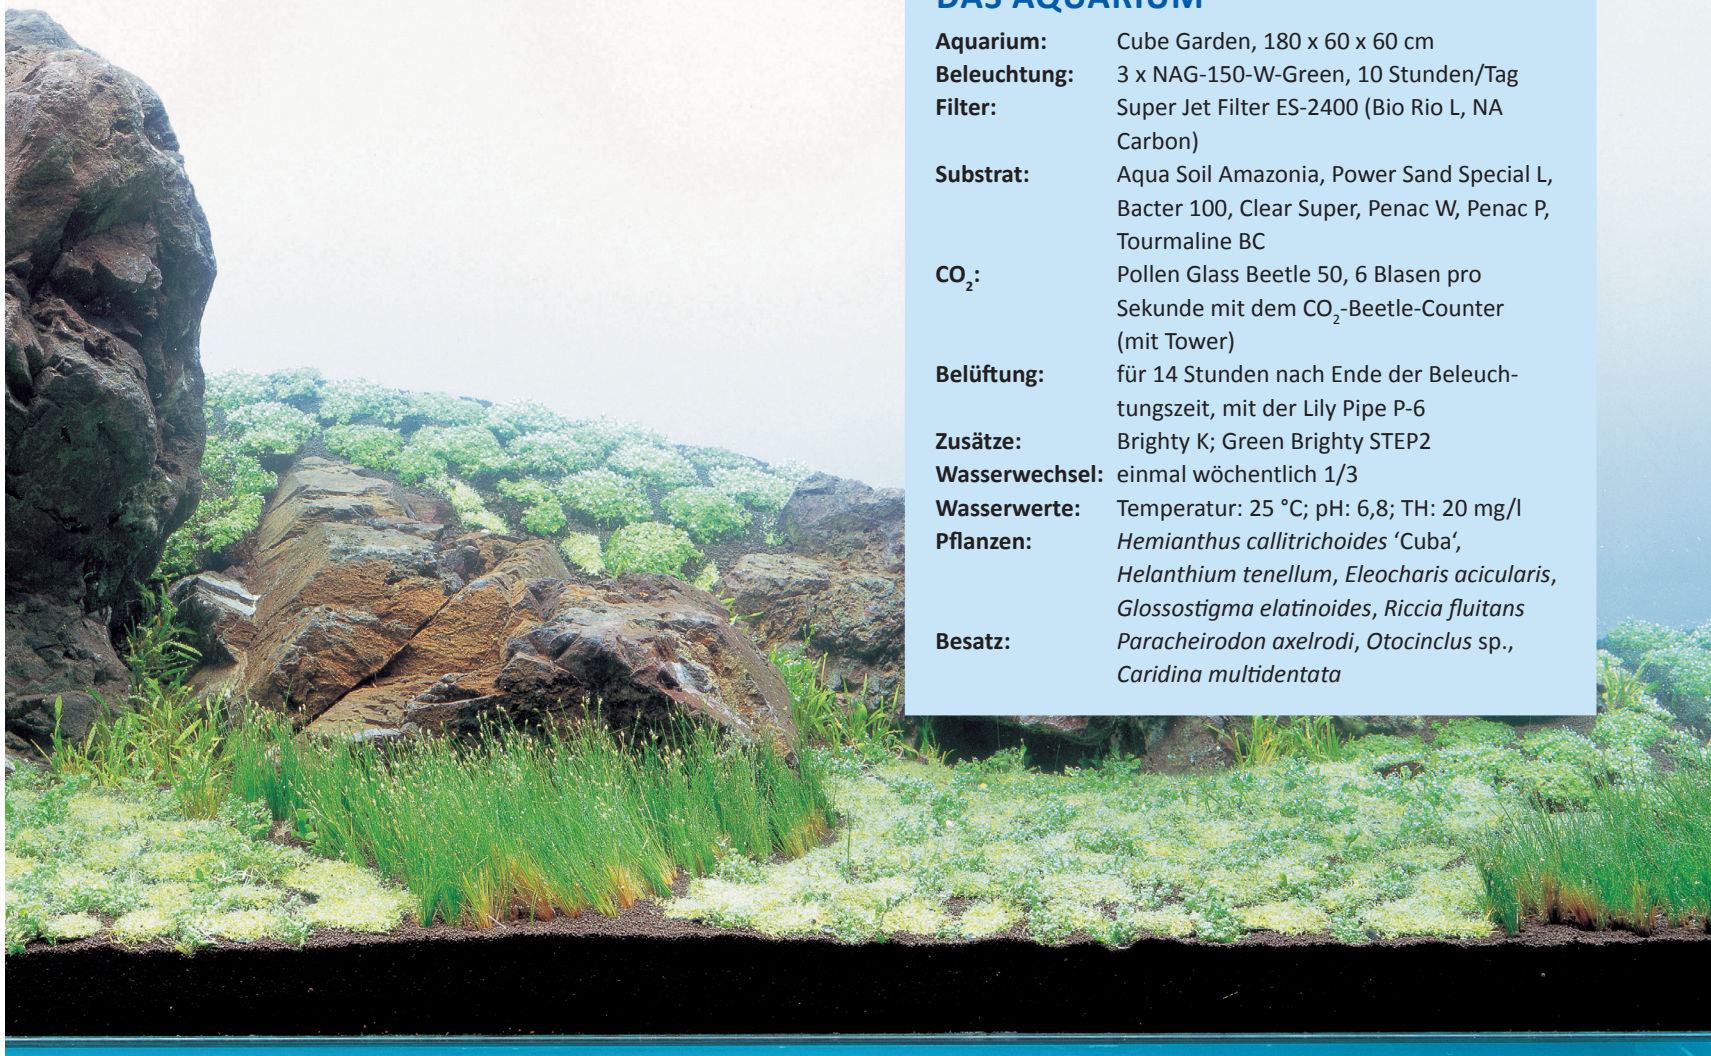 DAS AQUARIUM
Aquarium: Cube Garden, 180 x 60 x 60 cm
Beleuchtung: 3 x NAG-150-W-Green, 10 Stunden/Tag
Filter: Super Jet Filter ES-2400 (Bio Rio L, NA
Carbon)
Substrat: Aqua Soil Amazonia, Power Sand Special L,
Bacter 100, Clear Super, Penac W, Penac P,
Tourmaline BC
CO₂: Pollen Glass Beetle 50, 6 Blasen pro
Sekunde mit dem CO₂-Beetle-Counter
(mit Tower)
Belüftung: für 14 Stunden nach Ende der Beleuch-
tungszeit, mit der Lily Pipe P-6
Zusätze: Brighty K; Green Brighty STEP2
Wasserwechsel: einmal wöchentlich 1/3
Wasserwerte: Temperatur: 25 °C; pH: 6,8; TH: 20 mg/l
Pflanzen: Hemianthus callitrichoides ‘Cuba‘,
Helanthium tenellum, Eleocharis acicularis,
Glossostigma elatinoides, Riccia fluitans
Besatz: Paracheirodon axelrodi, Otocinclus sp.,
Caridina multidentata